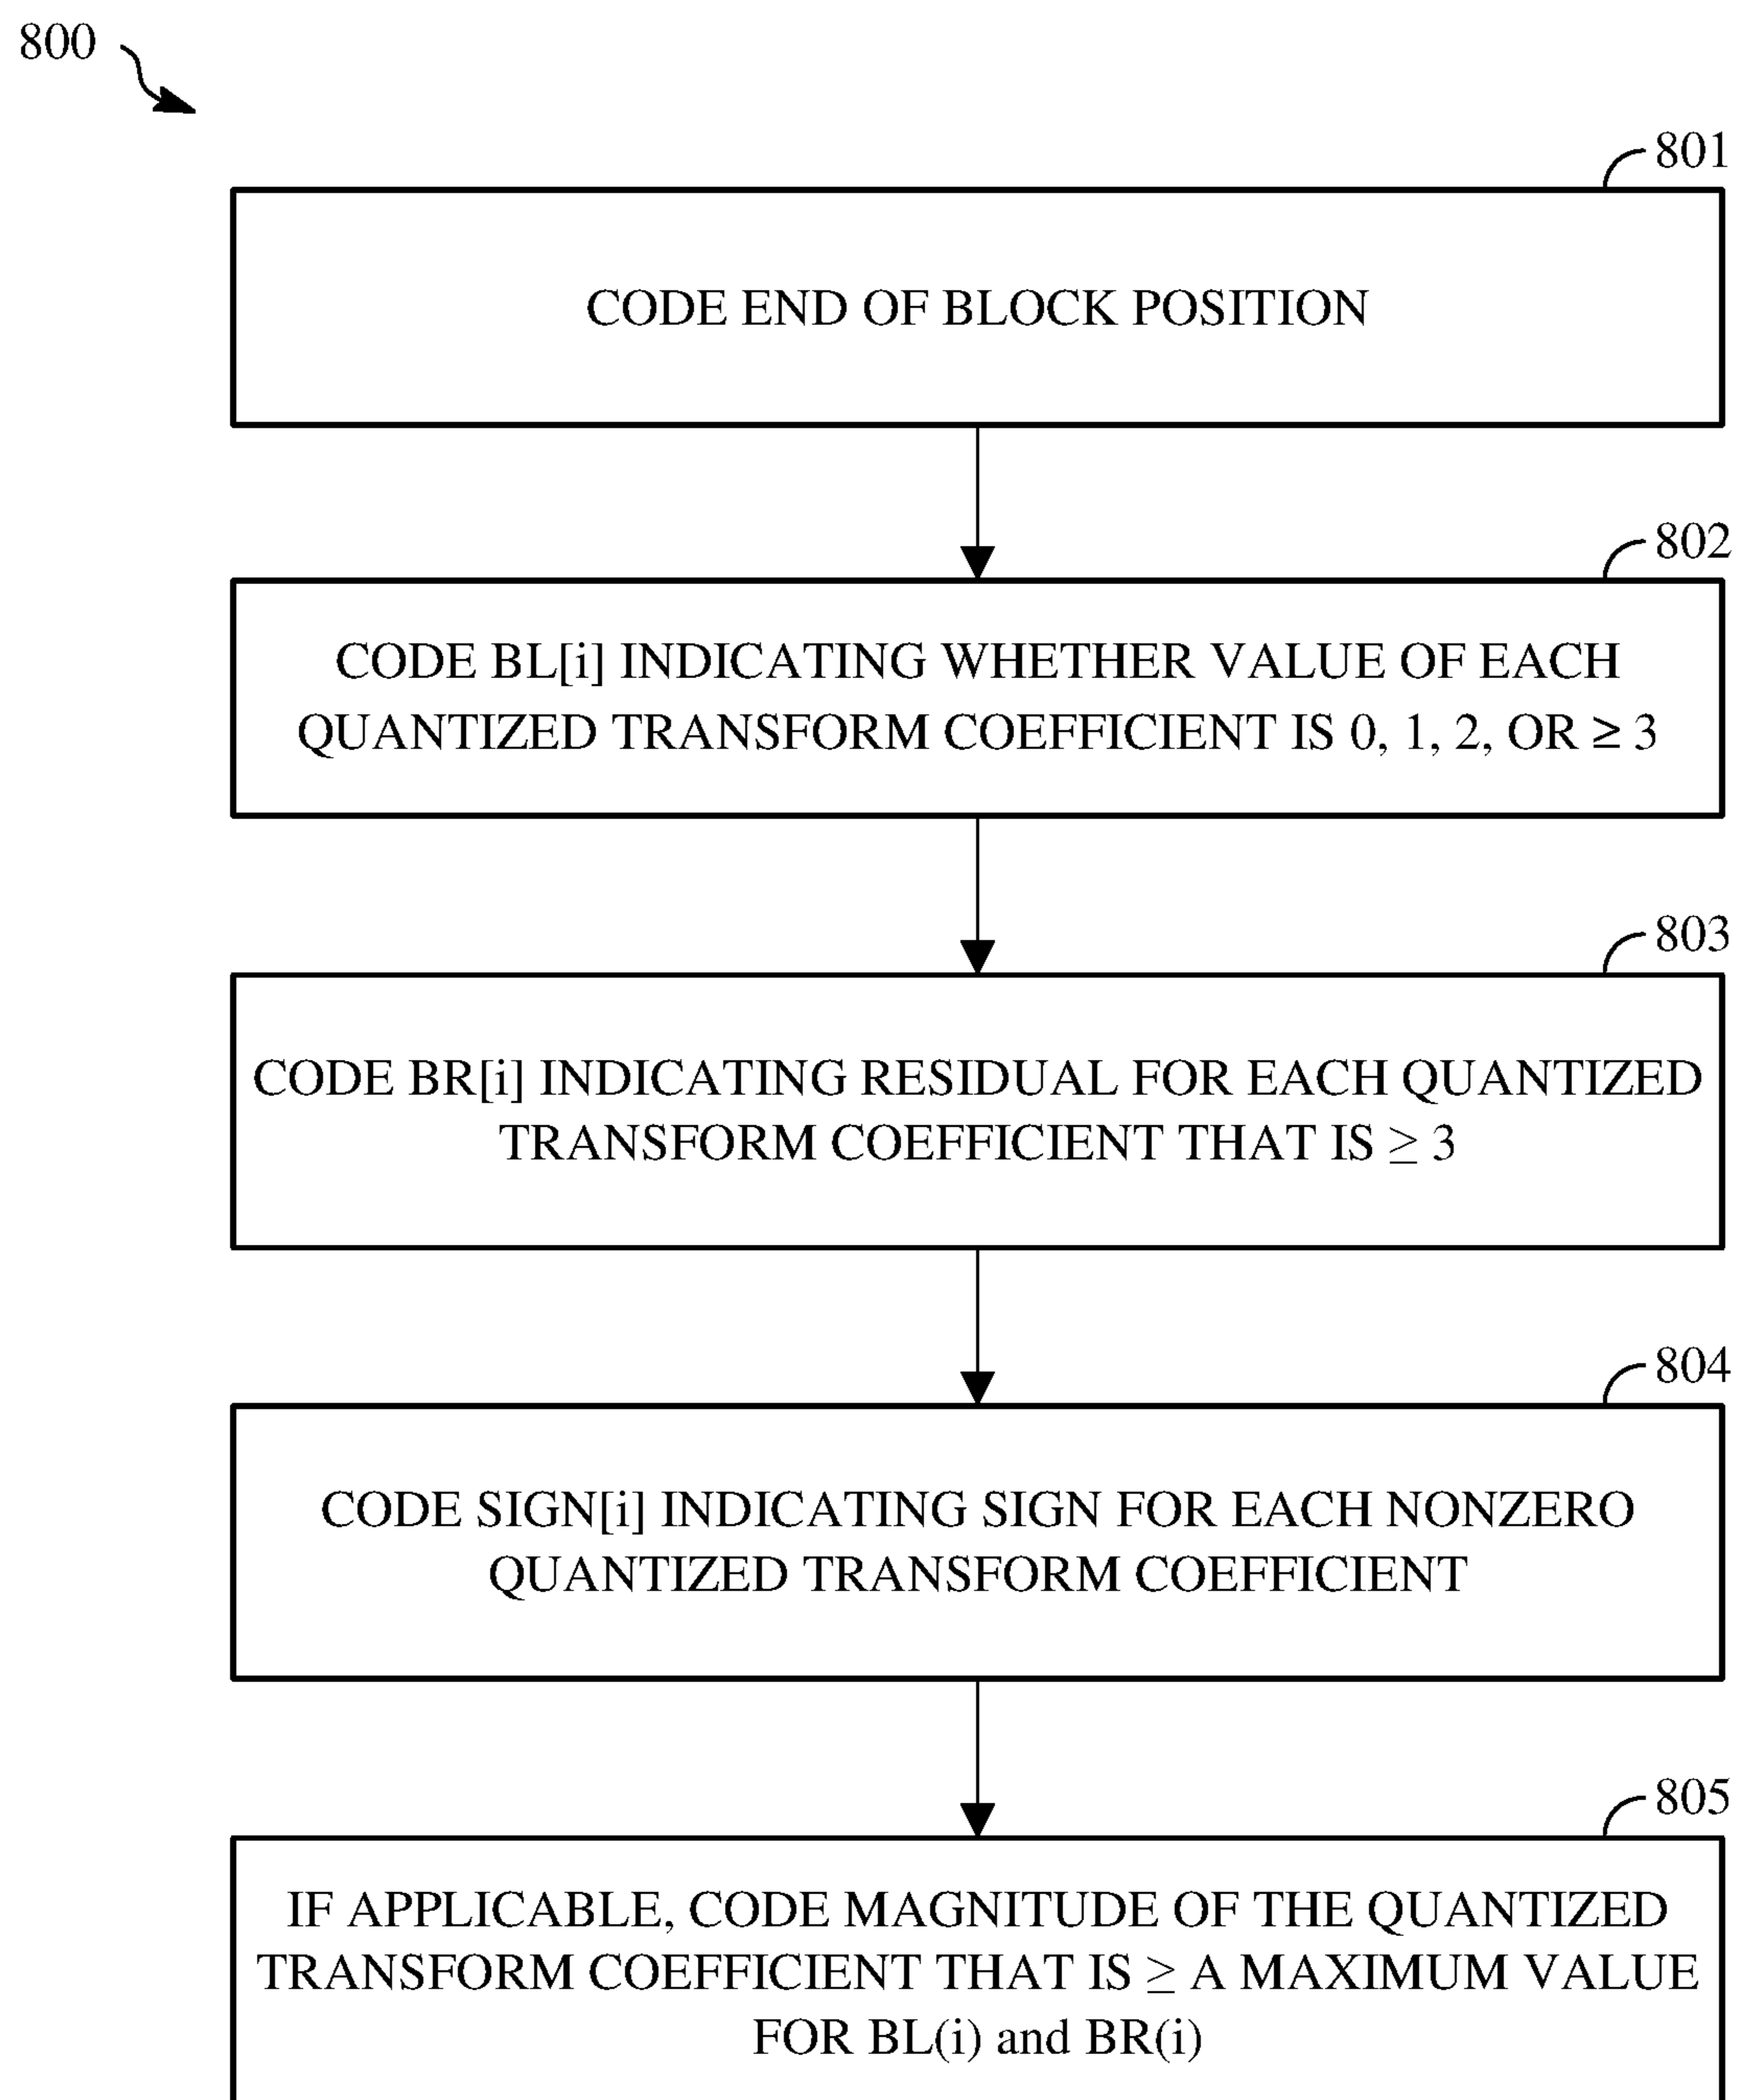 800
801
CODE END OF BLOCK POSITION
802
CODE BL[i] INDICATING WHETHER VALUE OF EACH
QUANTIZED TRANSFORM COEFFICIENT IS 0, 1, 2, OR ≥ 3
803
CODE BR[i] INDICATING RESIDUAL FOR EACH QUANTIZED
TRANSFORM COEFFICIENT THAT IS ≥ 3
804
CODE SIGN[i] INDICATING SIGN FOR EACH NONZERO
QUANTIZED TRANSFORM COEFFICIENT
805
IF APPLICABLE, CODE MAGNITUDE OF THE QUANTIZED
TRANSFORM COEFFICIENT THAT IS ≥ A MAXIMUM VALUE
FOR BL(i) and BR(i)